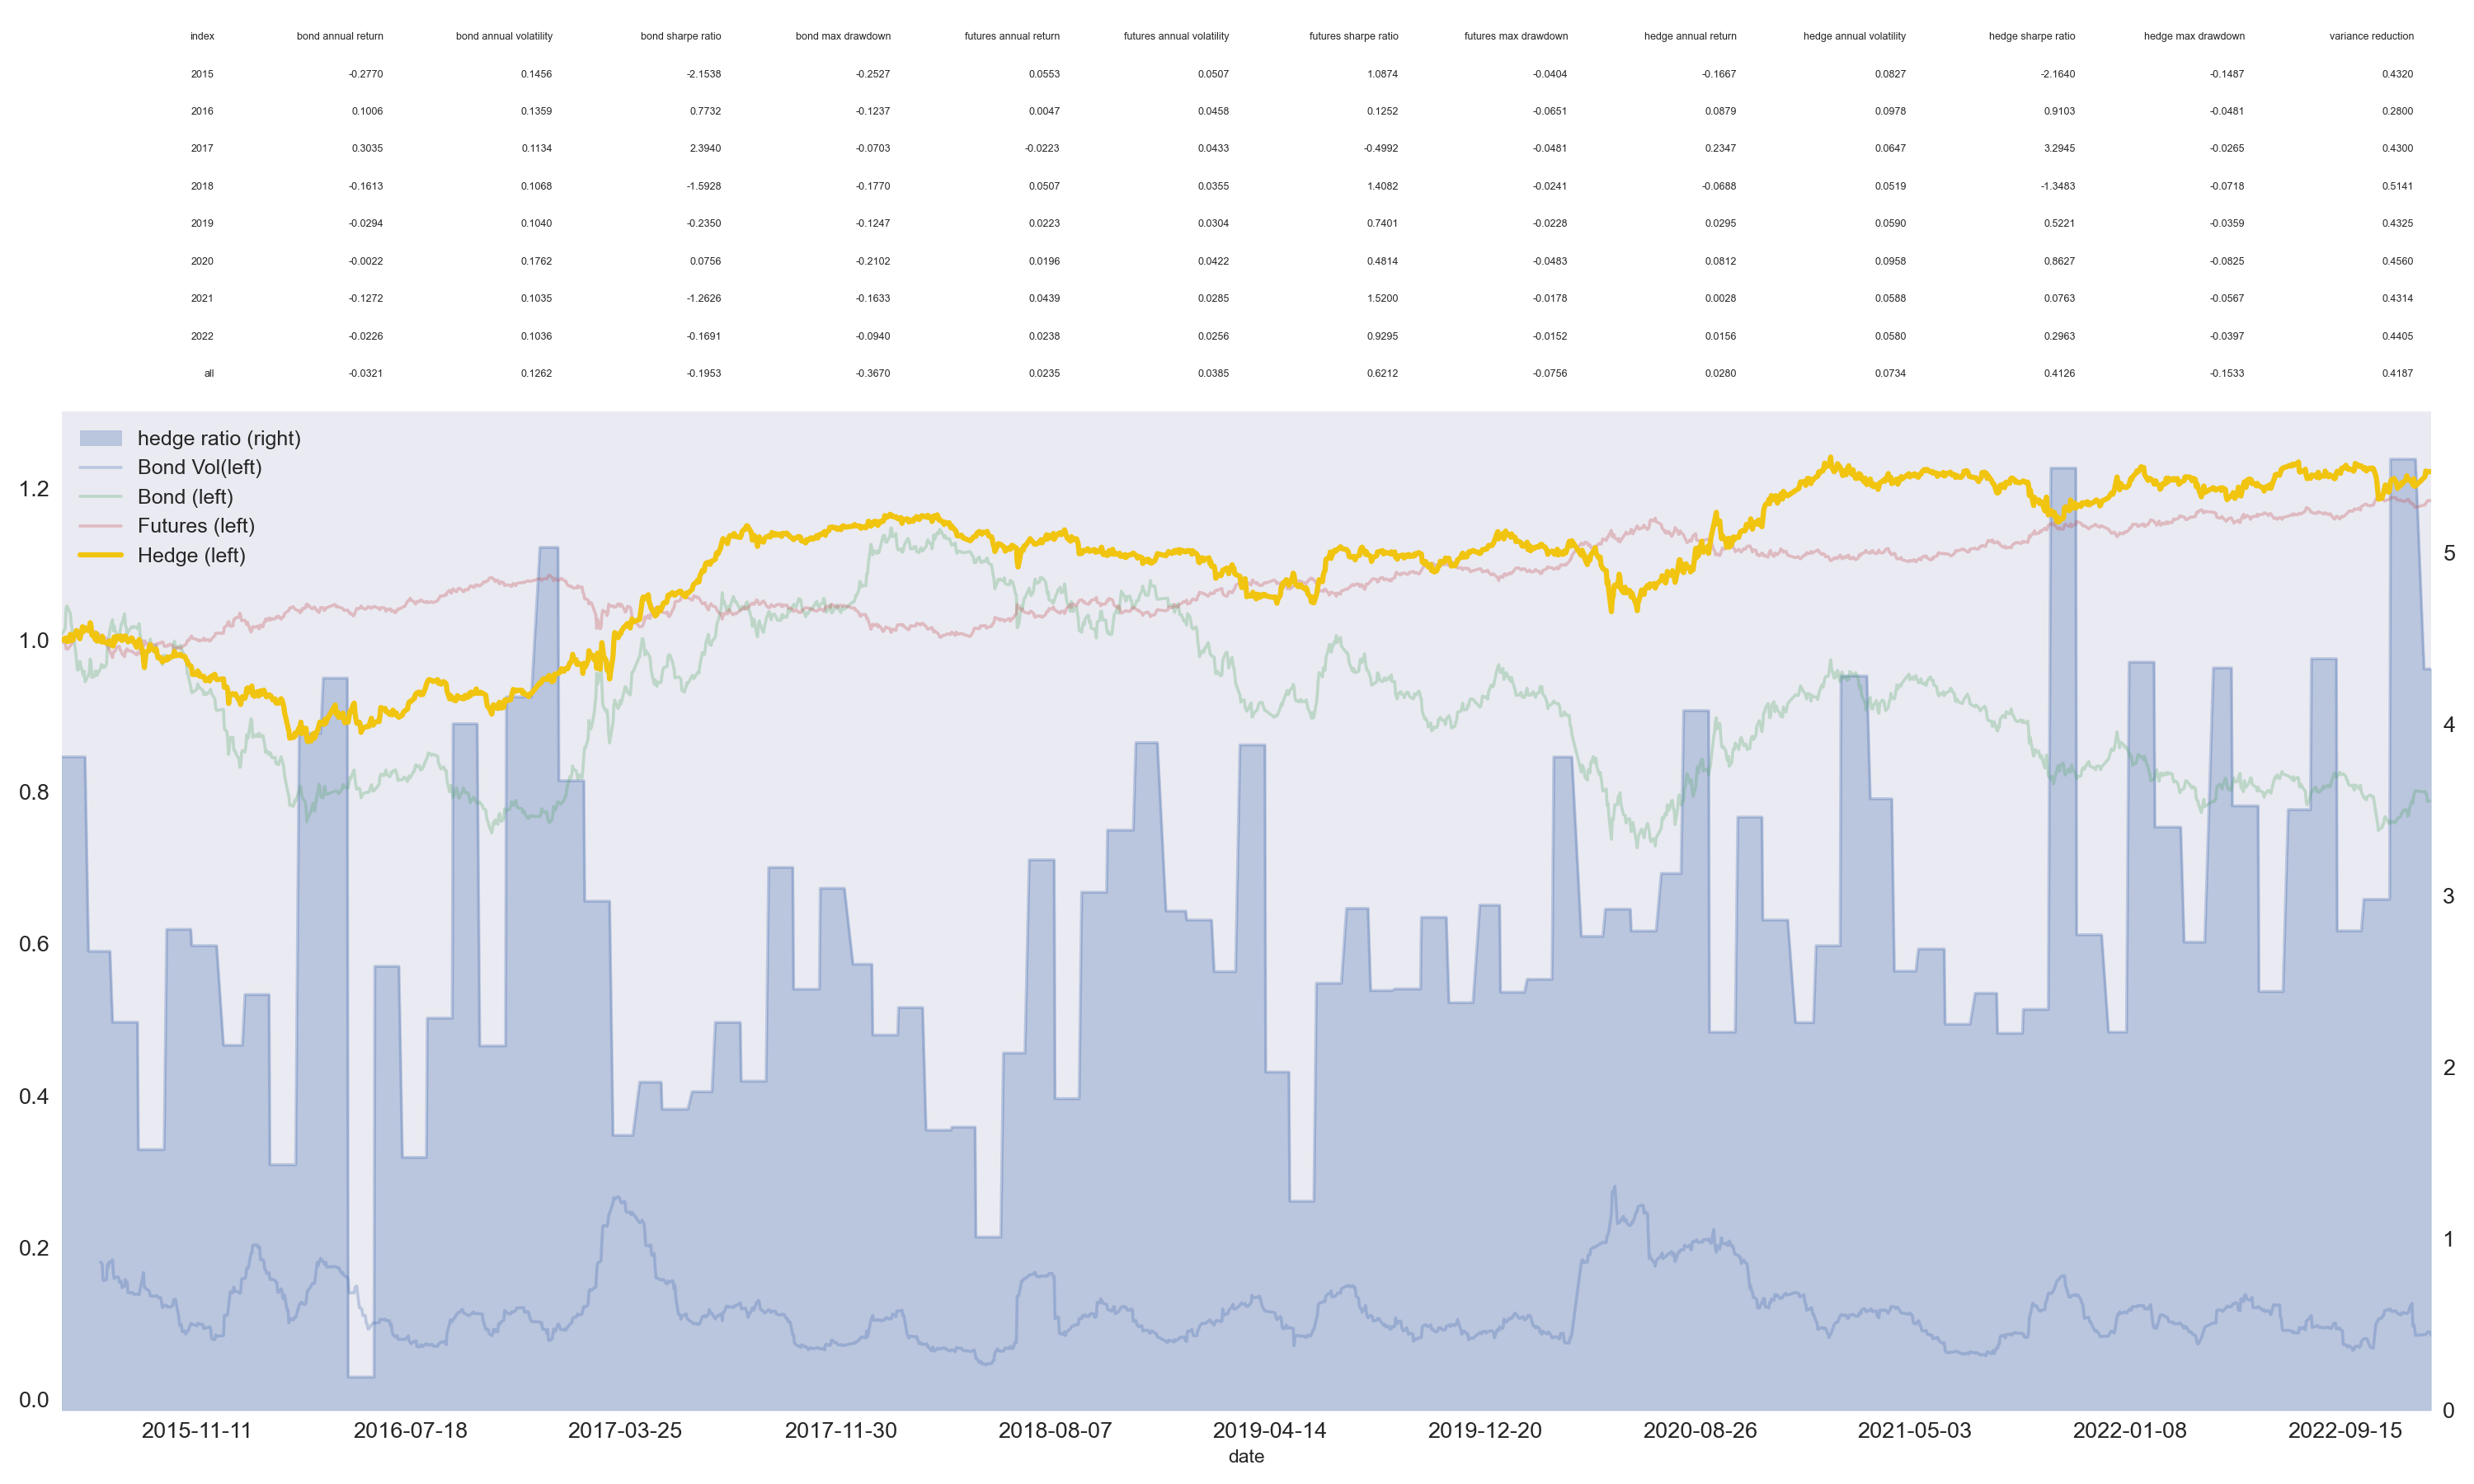 index bond annual return bond annual volatility bond sharpe ratio bond max drawdown futures annual return futures annual volatility futures sharpe ratio futures max drawdown hedge annual return hedge annual volatility hedge sharpe ratio hedge max drawdown variance reduction
2015 -0.2770 0.1456 -2.1538 -0.2527 0.0553 0.0507 1.0874 -0.0404 -0.1667 0.0827 -2.1640 -0.1487 0.4320
2016 0.1006 0.1359 0.7732 -0.1237 0.0047 0.0458 0.1252 -0.0651 0.0879 0.0978 0.9103 -0.0481 0.2800
2017 0.3035 0.1134 2.3940 -0.0703 -0.0223 0.0433 -0.4992 -0.0481 0.2347 0.0647 3.2945 -0.0265 0.4300
2018 -0.1613 0.1068 -1.5928 -0.1770 0.0507 0.0355 1.4082 -0.0241 -0.0688 0.0519 -1.3483 -0.0718 0.5141
2019 -0.0294 0.1040 -0.2350 -0.1247 0.0223 0.0304 0.7401 -0.0228 0.0295 0.0590 0.5221 -0.0359 0.4325
2020 -0.0022 0.1762 0.0756 -0.2102 0.0196 0.0422 0.4814 -0.0483 0.0812 0.0958 0.8627 -0.0825 0.4560
2021 -0.1272 0.1035 -1.2626 -0.1633 0.0439 0.0285 1.5200 -0.0178 0.0028 0.0588 0.0763 -0.0567 0.4314
2022 -0.0226 0.1036 -0.1691 -0.0940 0.0238 0.0256 0.9295 -0.0152 0.0156 0.0580 0.2963 -0.0397 0.4405
all -0.0321 0.1262 -0.1953 -0.3670 0.0235 0.0385 0.6212 -0.0756 0.0280 0.0734 0.4126 -0.1533 0.4187
hedge ratio (right)
Bond Vol(left)
Bond (left)
Futures (left)
Hedge (left)
1.2
1.0
0.8
0.6
0.4
0.2
0.0
5
4
3
2
1
0
2015-11-11 2016-07-18 2017-03-25 2017-11-30 2018-08-07 2019-04-14 2019-12-20 2020-08-26 2021-05-03 2022-01-08 2022-09-15
date